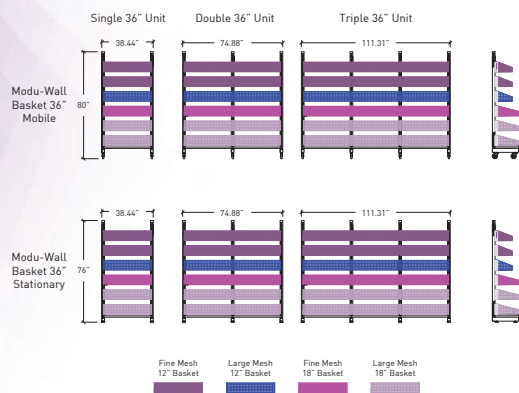 Single 36” Unit
Double 36” Unit
Triple 36” Unit
38.44”
74.88”
111.31”
Modu-Wall
Basket 36”
Mobile
80”
38.44”
74.88”
111.31”
Modu-Wall
Basket 36”
Stationary
76”
Fine Mesh
12” Basket
Large Mesh
12” Basket
Fine Mesh
18” Basket
Large Mesh
18” Basket